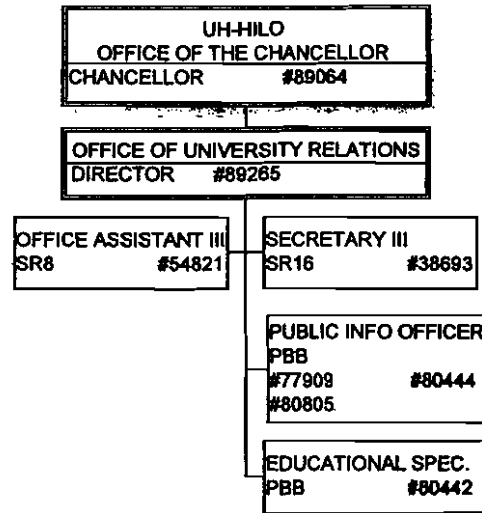 UH-HILO
OFFICE OF THE CHANCELLOR
CHANCELLOR #89064
OFFICE OF UNIVERSITY RELATIONS
DIRECTOR #89265
OFFICE ASSISTANT III
SR8 #54821
SECRETARY III
SR16 #38693
PUBLIC INFO OFFICER
PBB
#77909 #80444
#80805
EDUCATIONAL SPEC.
PBB #80442